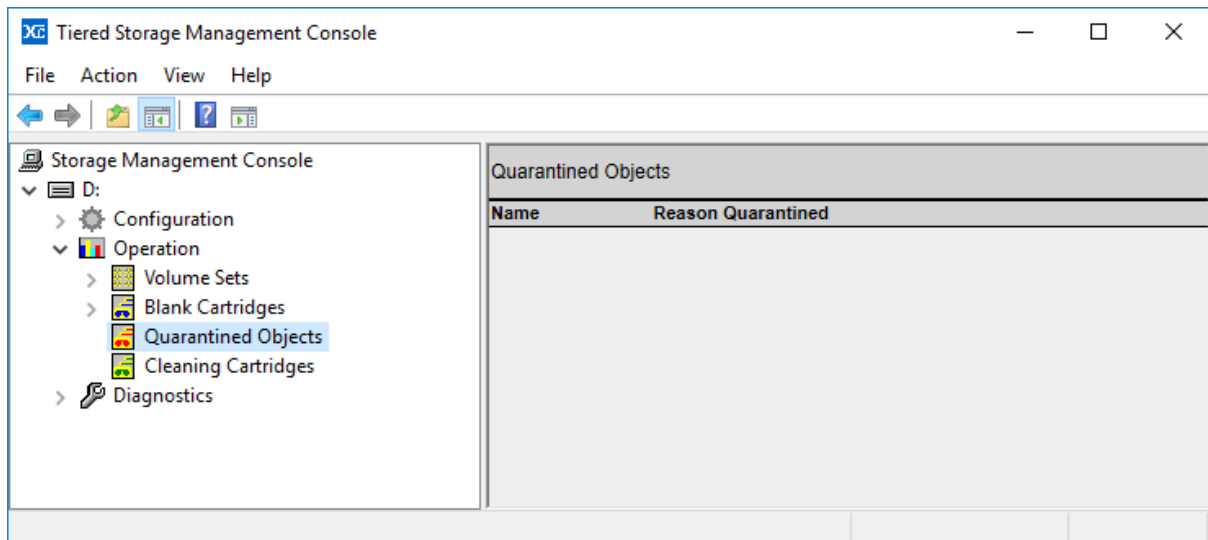 XC Tiered Storage Management Console
File Action View Help
Storage Management Console
D:
Configuration
Operation
Volume Sets
Blank Cartridges
Quarantined Objects
Cleaning Cartridges
Diagnostics
Quarantined Objects
Name Reason Quarantined